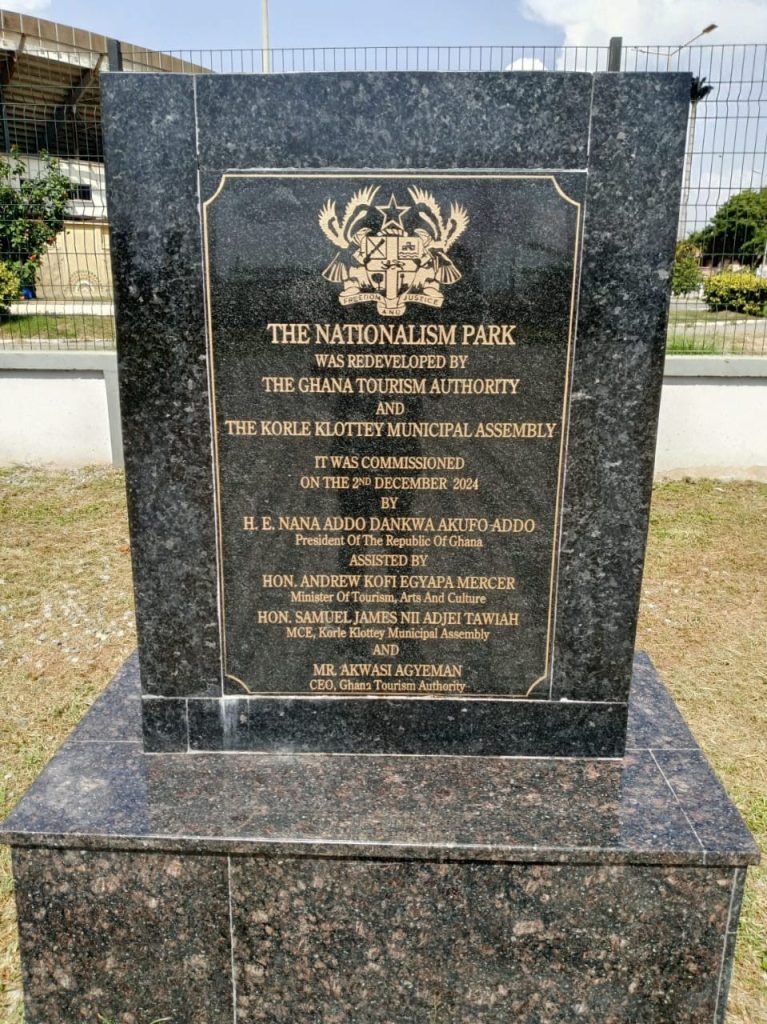 FREEDOM AND JUSTICE
THE NATIONALISM PARK
WAS REDEVELOPED BY
THE GHANA TOURISM AUTHORITY
AND
THE KORLE KLOTTEY MUNICIPAL ASSEMBLY
IT WAS COMMISSIONED
ON THE 2ND DECEMBER 2024
BY
H. E. NANA ADDO DANKWA AKUFO-ADDO
President Of The Republic Of Ghana
ASSISTED BY
HON. ANDREW KOFI EGYAPA MERCER
Minister Of Tourism, Arts And Culture
HON. SAMUEL JAMES NII ADJEI TAWIAH
MCE, Korle Klottey Municipal Assembly
AND
MR. AKWASI AGYEMAN
CEO, Ghana Tourism Authority